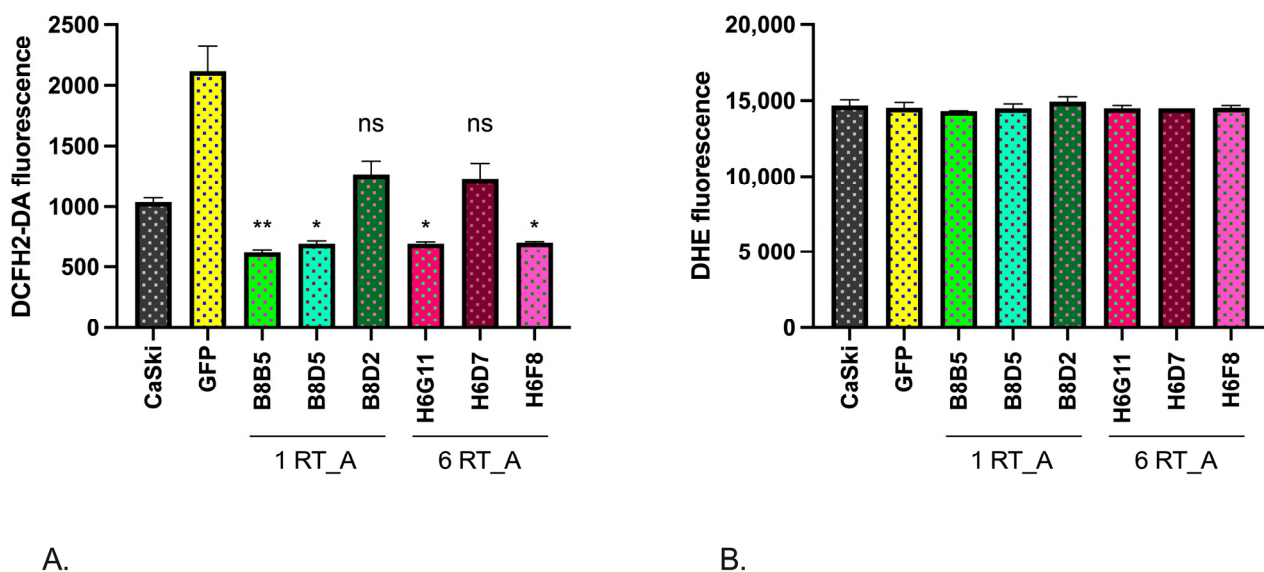 DCFH2-DA fluorescence
2500
2000
1500
1000
500
0
** * ns * ns *
CaSki GFP B8B5 B8D5 B8D2 H6G11 H6D7 H6F8
1 RT_A 6 RT_A
A.
DHE fluorescence
20,000
15,000
10,000
5 000
0
CaSki GFP B8B5 B8D5 B8D2 H6G11 H6D7 H6F8
1 RT_A 6 RT_A
B.